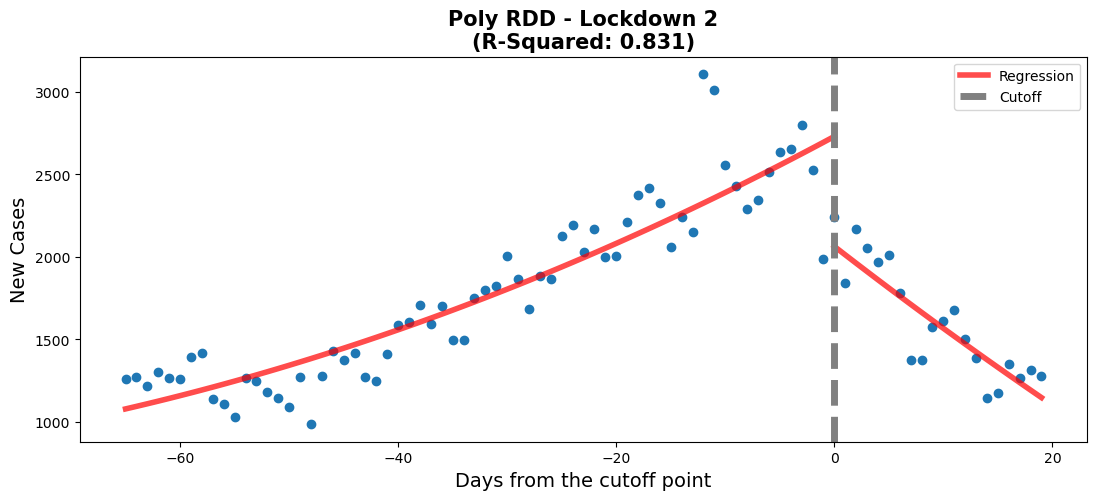 Poly RDD - Lockdown 2
(R-Squared: 0.831)
Regression
Cutoff
New Cases
3000
2500
2000
1500
1000
−60
−40
−20
0
20
Days from the cutoff point